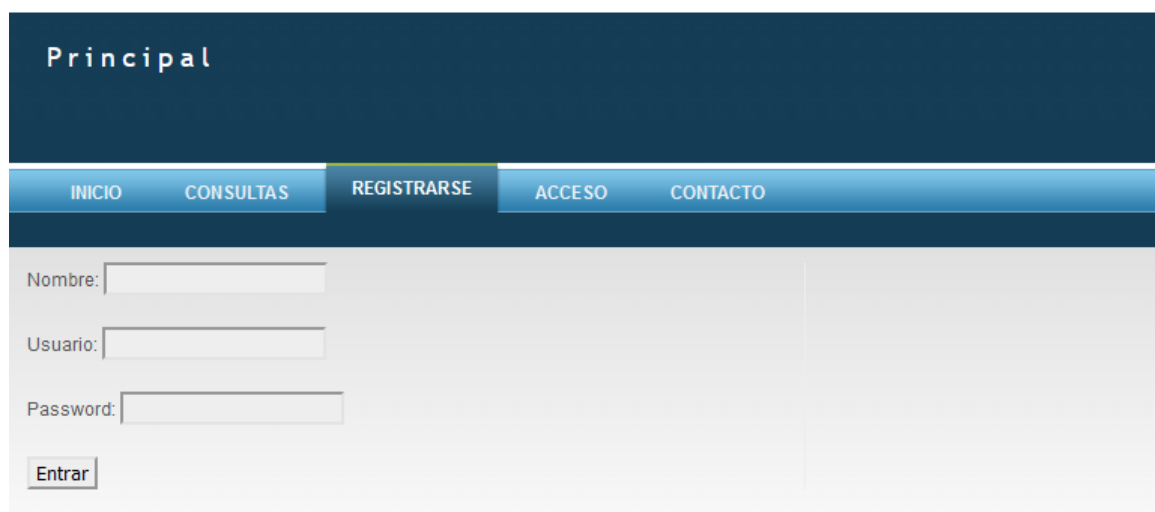 Principal
INICIO CONSULTAS REGISTRARSE ACCESO CONTACTO
Nombre:
Usuario:
Password:
Entrar